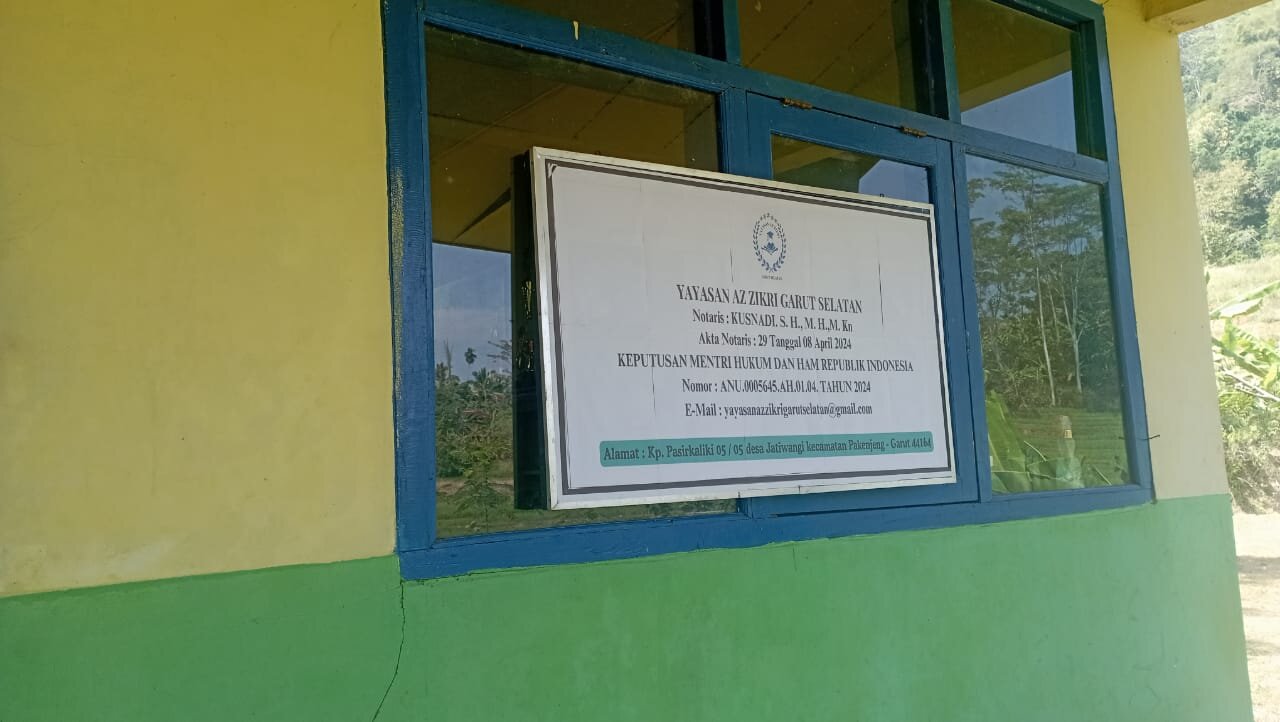 YAYASAN AZ ZIKRI GARUT SELATAN
Notaris : KUSNADI, S. H., M. H.,M. Kn
Akta Notaris : 29 Tanggal 08 April 2024
KEPUTUSAN MENTRI HUKUM DAN HAM REPUBLIK INDONESIA
Nomor : ANU.0005645.AH.01.04. TAHUN 2024
E-Mail : yayasanazzikrigarutselatan@gmail.com
Alamat : Kp. Pasirkaliki 05 / 05 desa Jatiwangi kecamatan Pakenjeng - Garut 44164